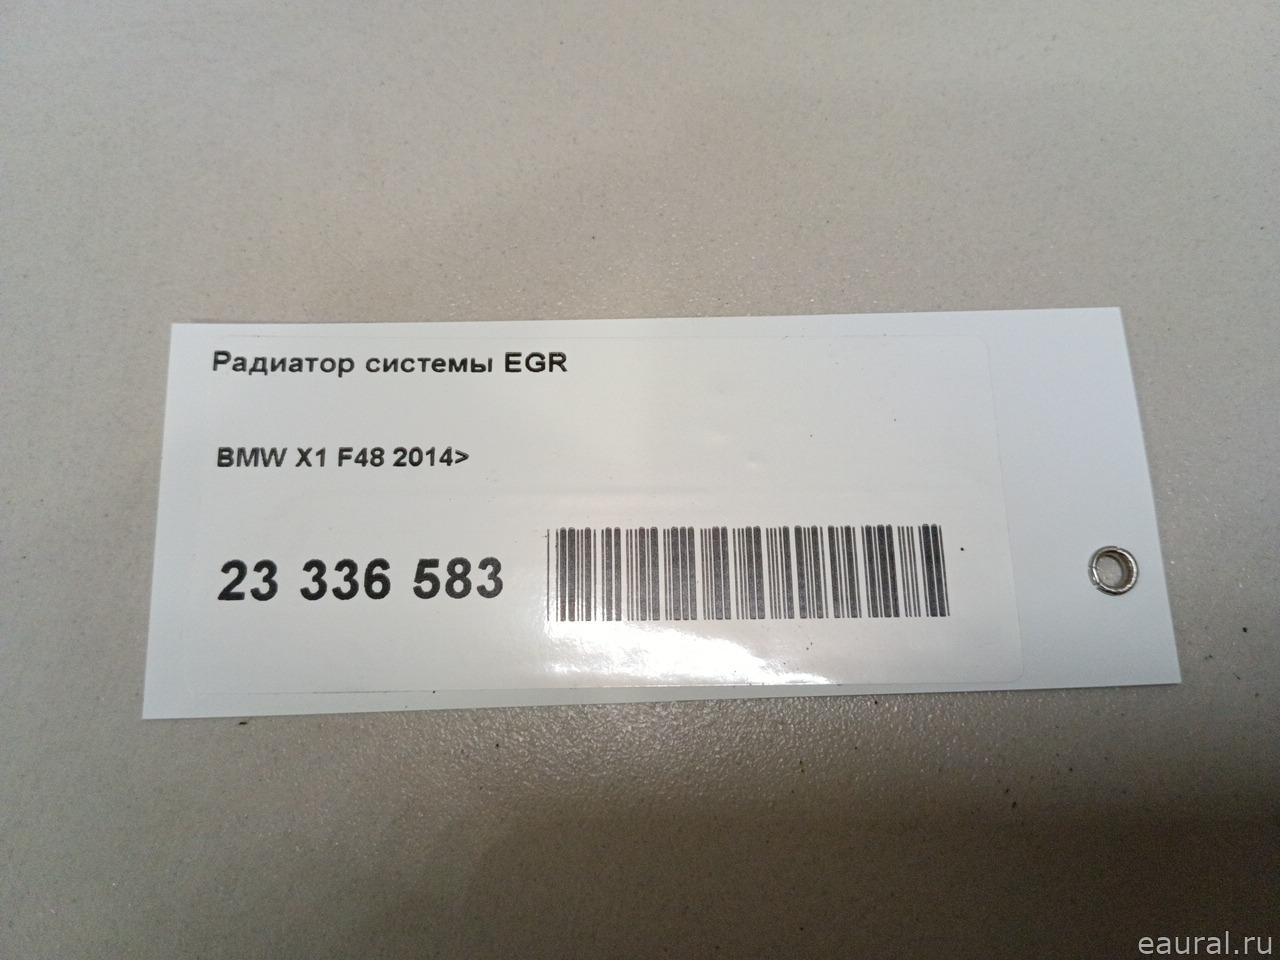 Радиатор системы EGR
BMW X1 F48 2014>
23 336 583
eaural.ru